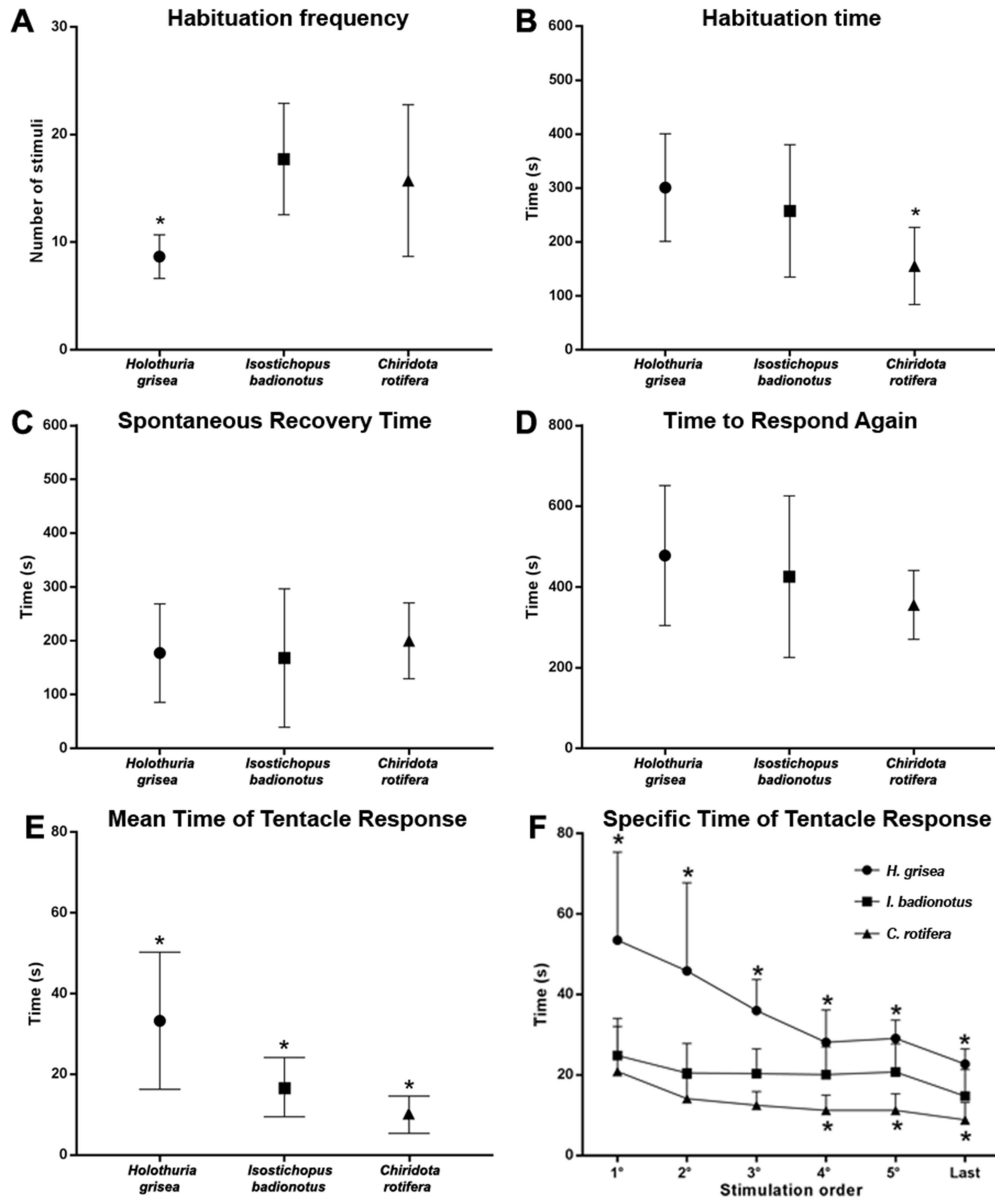 A
Habituation frequency
30
20
10
0
Number of stimuli
*
Holothuria
grisea
Isostichopus
badionotus
Chiridota
rotifera
B
Habituation time
600
500
400
300
200
100
0
Time (s)
*
Holothuria
grisea
Isostichopus
badionotus
Chiridota
rotifera
C
Spontaneous Recovery Time
600
500
400
300
200
100
0
Time (s)
Holothuria
grisea
Isostichopus
badionotus
Chiridota
rotifera
D
Time to Respond Again
800
600
400
200
0
Time (s)
Holothuria
grisea
Isostichopus
badionotus
Chiridota
rotifera
E
Mean Time of Tentacle Response
80
60
40
20
0
Time (s)
*
*
*
Holothuria
grisea
Isostichopus
badionotus
Chiridota
rotifera
F
Specific Time of Tentacle Response
80
60
40
20
0
Time (s)
* * * * * *
* * *
H. grisea
I. badionotus
C. rotifera
1° 2° 3° 4° 5° Last
Stimulation order